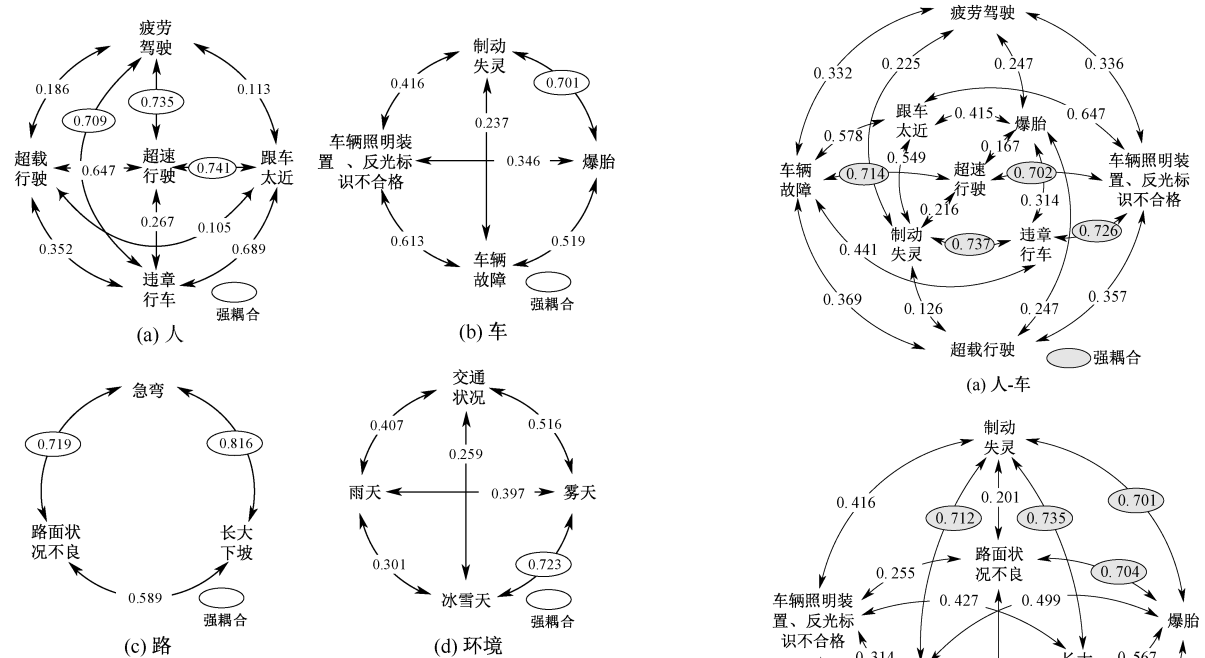 疲劳
驾驶
0.186
0.113
0.735
0.709
超载
行驶
0.647
超速
行驶
0.741
跟车
太近
0.267
0.105
0.352
0.689
违章
行车
强耦合
(a) 人
制动
失灵
0.416
0.701
0.237
车辆照明装
置 、反光标
识不合格
0.346
爆胎
0.613
0.519
车辆
故障
强耦合
(b) 车
急弯
0.719
0.816
路面状
况不良
长大
下坡
0.589
强耦合
(c) 路
交通
状况
0.407
0.516
0.259
雨天
0.397
雾天
0.301
0.723
冰雪天
强耦合
(d) 环境
疲劳驾驶
0. 332
0. 225
0. 247
0. 336
跟车
太近
0. 415
爆胎
0. 647
0. 578
0. 549
0. 167
车辆
故障
0. 714
超速
行驶
0. 702
车辆照明装
置、反光标
识不合格
0. 314
0. 216
制动
失灵
0. 737
违章
行车
0. 726
0. 441
0. 369
0. 126
0. 247
0. 357
超载行驶
强耦合
(a) 人-车
制动
失灵
0. 416
0. 201
0. 701
0. 712
0. 735
路面状
况不良
0. 255
0. 704
车辆照明装
置、反光标
识不合格
0. 427
0. 499
爆胎
0. 314
长大
0. 567